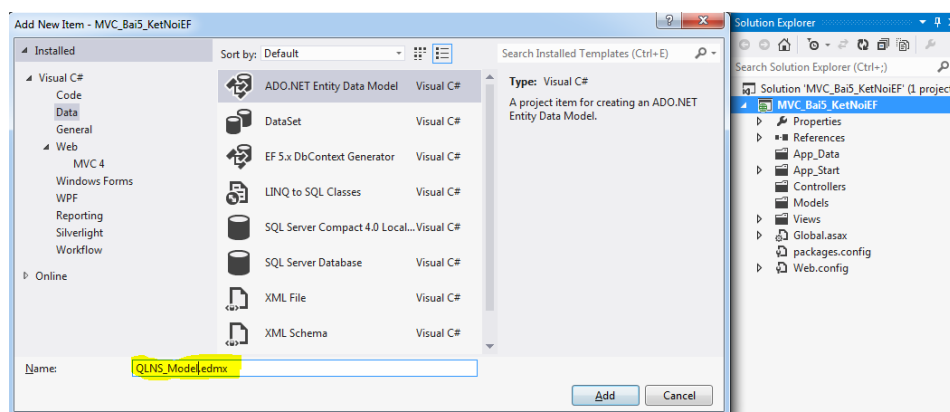 Add New Item - MVC_Bai5_KetNoiEF
Installed
Sort by: Default
Search Installed Templates (Ctrl+E)
Visual C#
Code
Data
General
Web
MVC 4
Windows Forms
WPF
Reporting
Silverlight
Workflow
Online
ADO.NET Entity Data Model Visual C#
DataSet Visual C#
EF 5.x DbContext Generator Visual C#
LINQ to SQL Classes Visual C#
SQL Server Compact 4.0 Local... Visual C#
SQL Server Database Visual C#
XML File Visual C#
XML Schema Visual C#
Type: Visual C#
A project item for creating an ADO.NET
Entity Data Model.
Name: QLNS_Model.edmx
Add Cancel
Solution Explorer
Search Solution Explorer (Ctrl+;)
Solution 'MVC_Bai5_KetNoiEF' (1 project
MVC_Bai5_KetNoiEF
Properties
References
App_Data
App_Start
Controllers
Models
Views
Global.asax
packages.config
Web.config